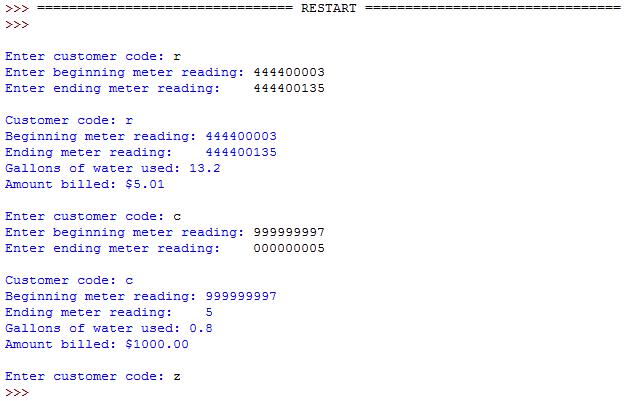 >>> ================================ RESTART ================================
>>>
Enter customer code: r
Enter beginning meter reading: 444400003
Enter ending meter reading:    444400135
Customer code: r
Beginning meter reading: 444400003
Ending meter reading:    444400135
Gallons of water used: 13.2
Amount billed: $5.01
Enter customer code: c
Enter beginning meter reading: 999999997
Enter ending meter reading:    000000005
Customer code: c
Beginning meter reading: 999999997
Ending meter reading:    5
Gallons of water used: 0.8
Amount billed: $1000.00
Enter customer code: z
>>>